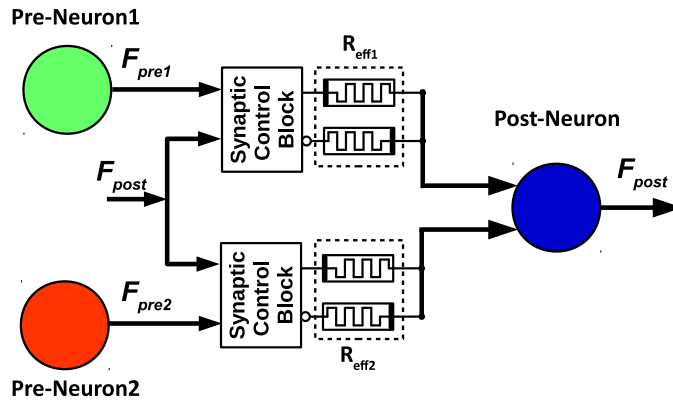 Pre-Neuron1
F_pre1
R_eff1
Synaptic
Control
Block
Post-Neuron
F_post
F_post
Synaptic
Control
Block
F_pre2
R_eff2
Pre-Neuron2